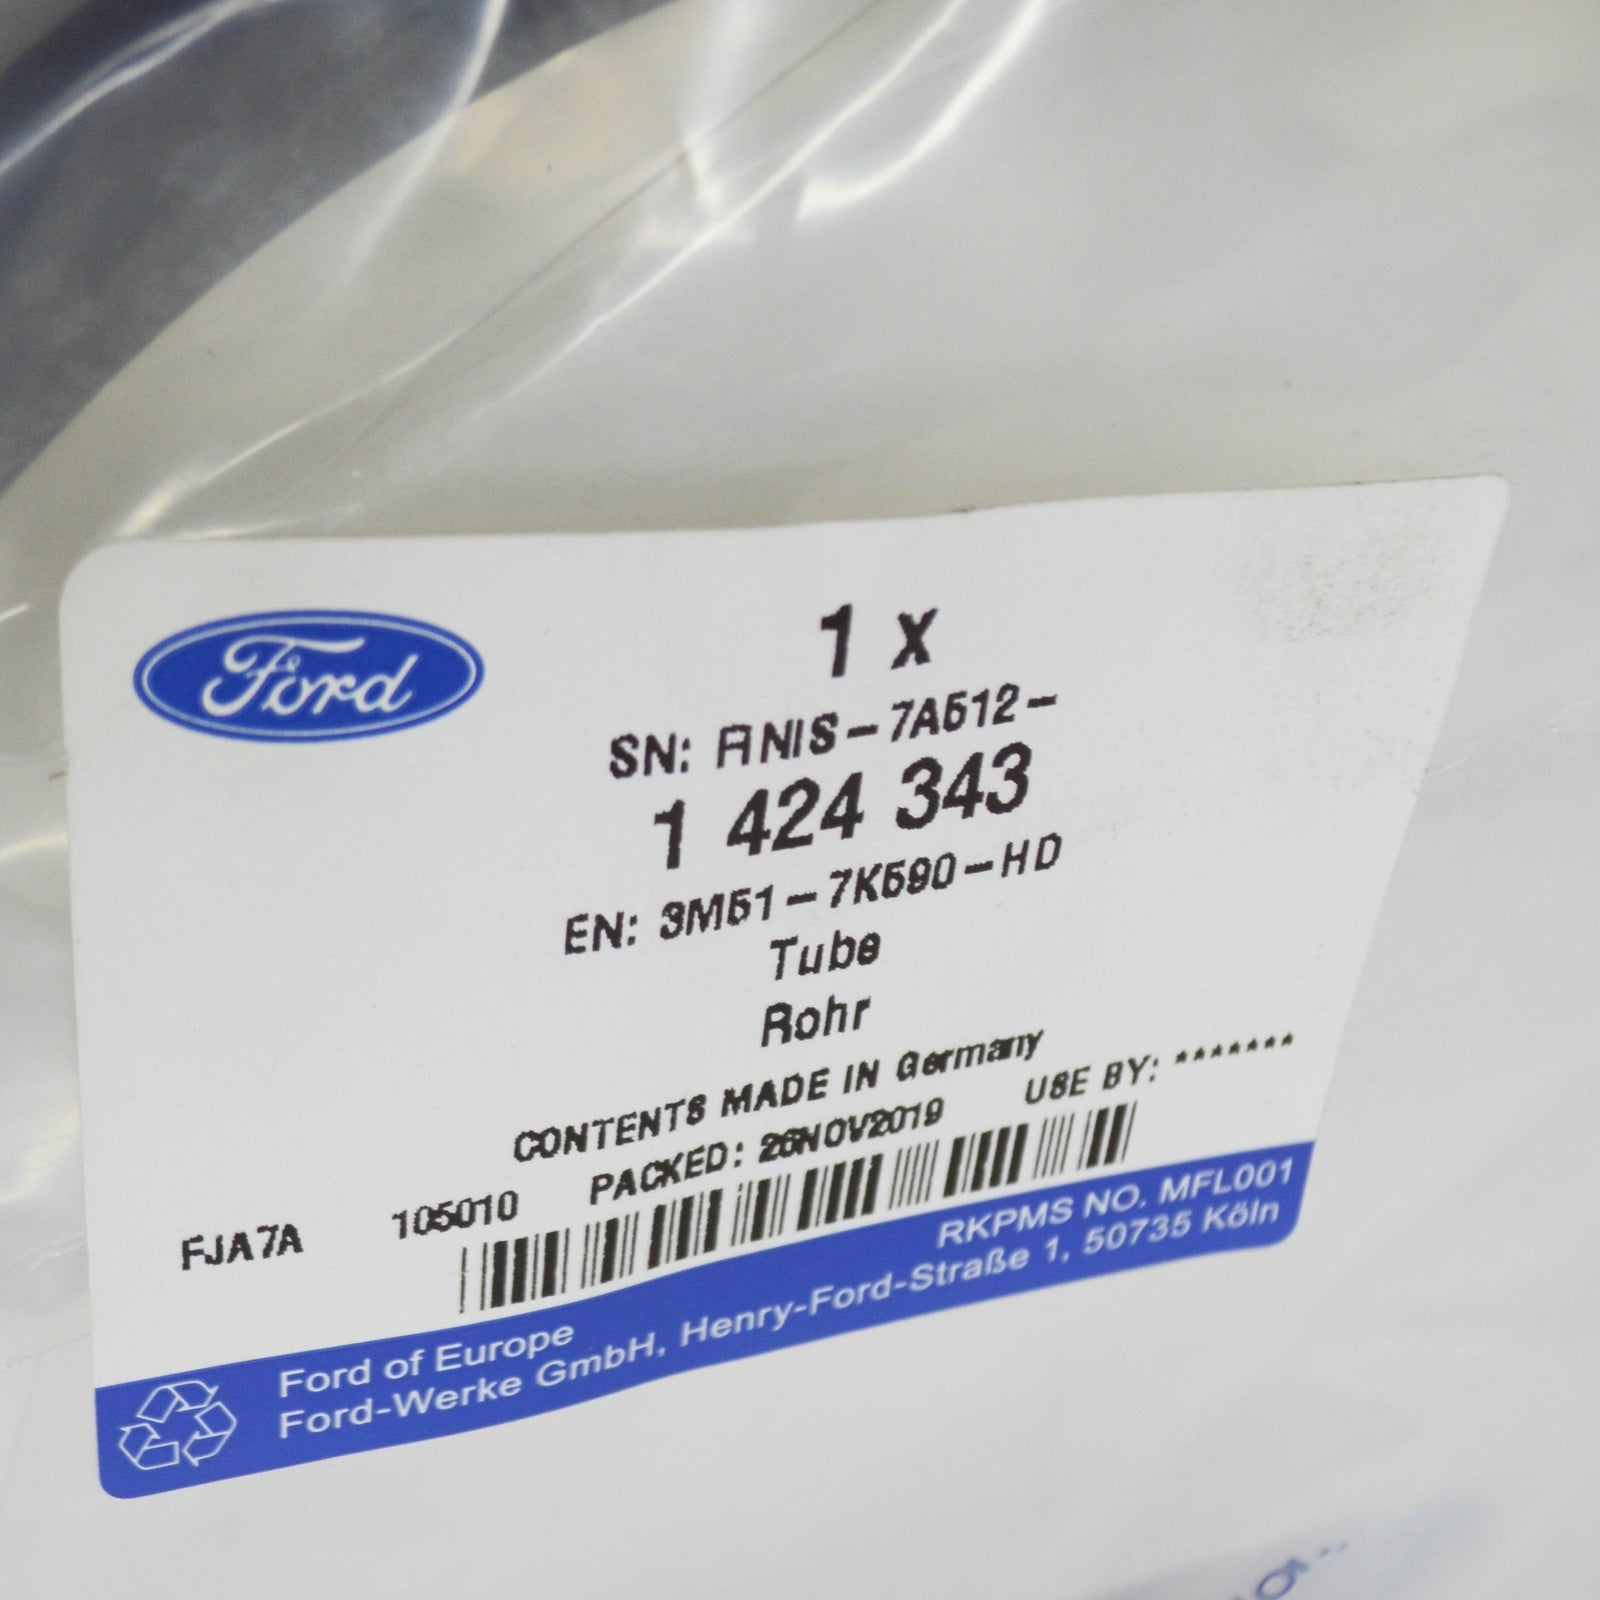 Ford
1 x
SN: FINIS-7A512-
1 424 343
EN: 3M51-7K590-HD
Tube
Rohr
CONTENTS MADE IN Germany
PACKED: 26NOV2019 USE BY: *******
FJA7A 105010
RKPMS NO. MFL001
Ford of Europe
Ford-Werke GmbH, Henry-Ford-Straße 1, 50735 Köln